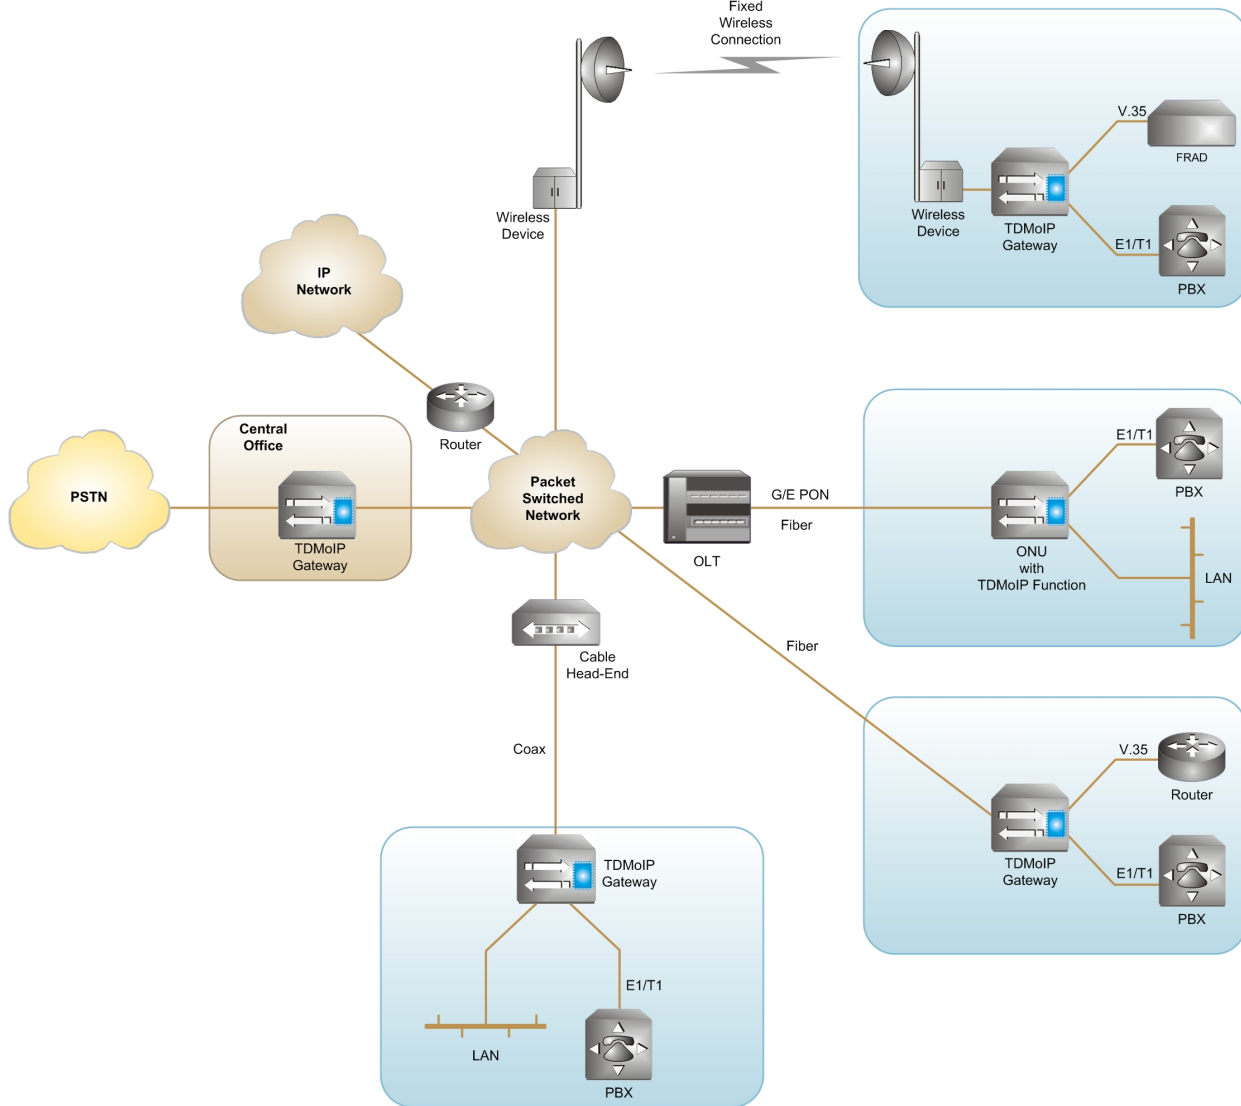 Fixed
Wireless
Connection
Wireless
Device
V.35
FRAD
Wireless
Device
TDMoIP
Gateway
E1/T1
PBX
IP
Network
Router
Central
Office
PSTN
TDMoIP
Gateway
Packet
Switched
Network
OLT
G/E PON
Fiber
E1/T1
PBX
ONU
with
TDMoIP Function
LAN
Cable
Head-End
Fiber
Coax
V.35
Router
TDMoIP
Gateway
E1/T1
PBX
TDMoIP
Gateway
E1/T1
LAN
PBX